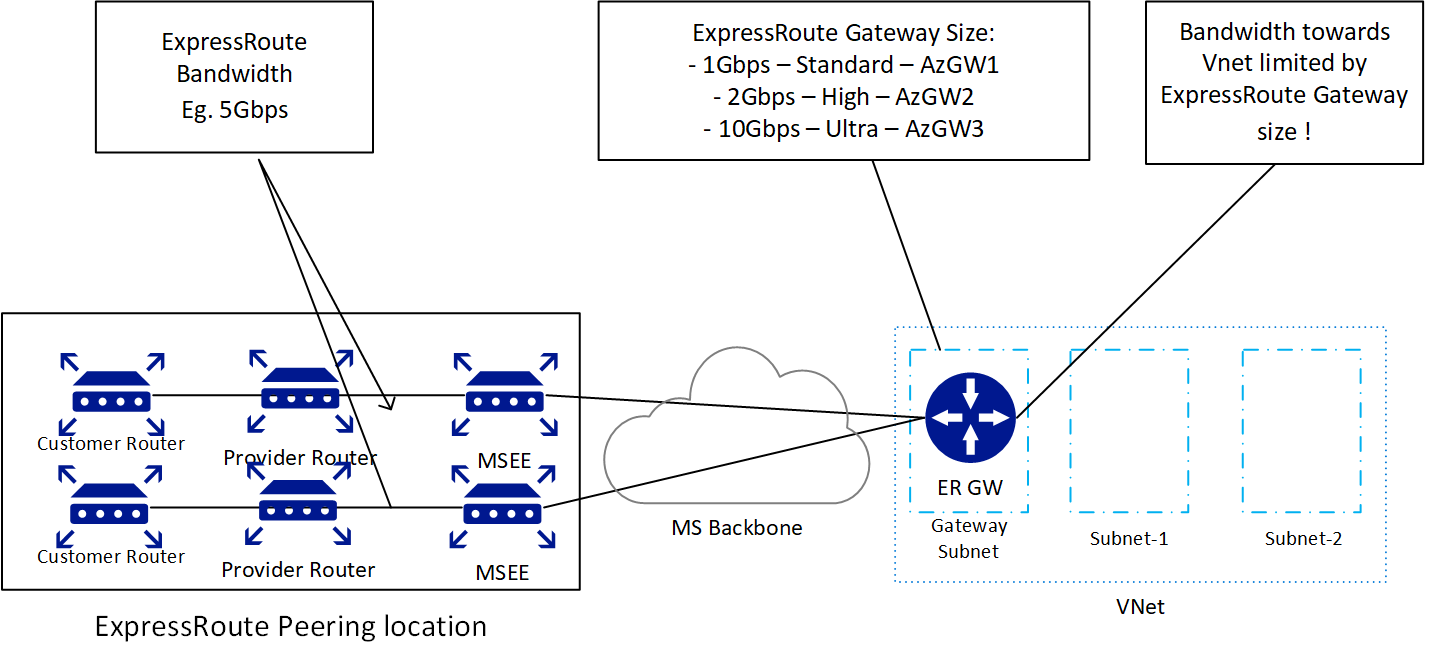 ExpressRoute
Bandwidth
Eg. 5Gbps
ExpressRoute Gateway Size:
- 1Gbps – Standard – AzGW1
- 2Gbps – High – AzGW2
- 10Gbps – Ultra – AzGW3
Bandwidth towards
Vnet limited by
ExpressRoute Gateway
size !
Customer Router
Provider Router
MSEE
Customer Router
Provider Router
MSEE
ExpressRoute Peering location
MS Backbone
ER GW
Gateway
Subnet
Subnet-1
Subnet-2
VNet